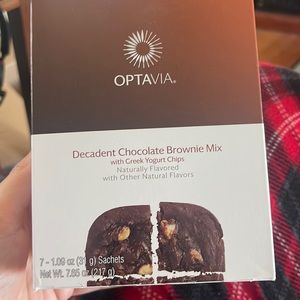 OPTAVIA®
Decadent Chocolate Brownie Mix
with Greek Yogurt Chips
Naturally Flavored
with Other Natural Flavors
7 - 1.09 oz (31 g) Sachets
Net Wt. 7.65 oz (217 g)